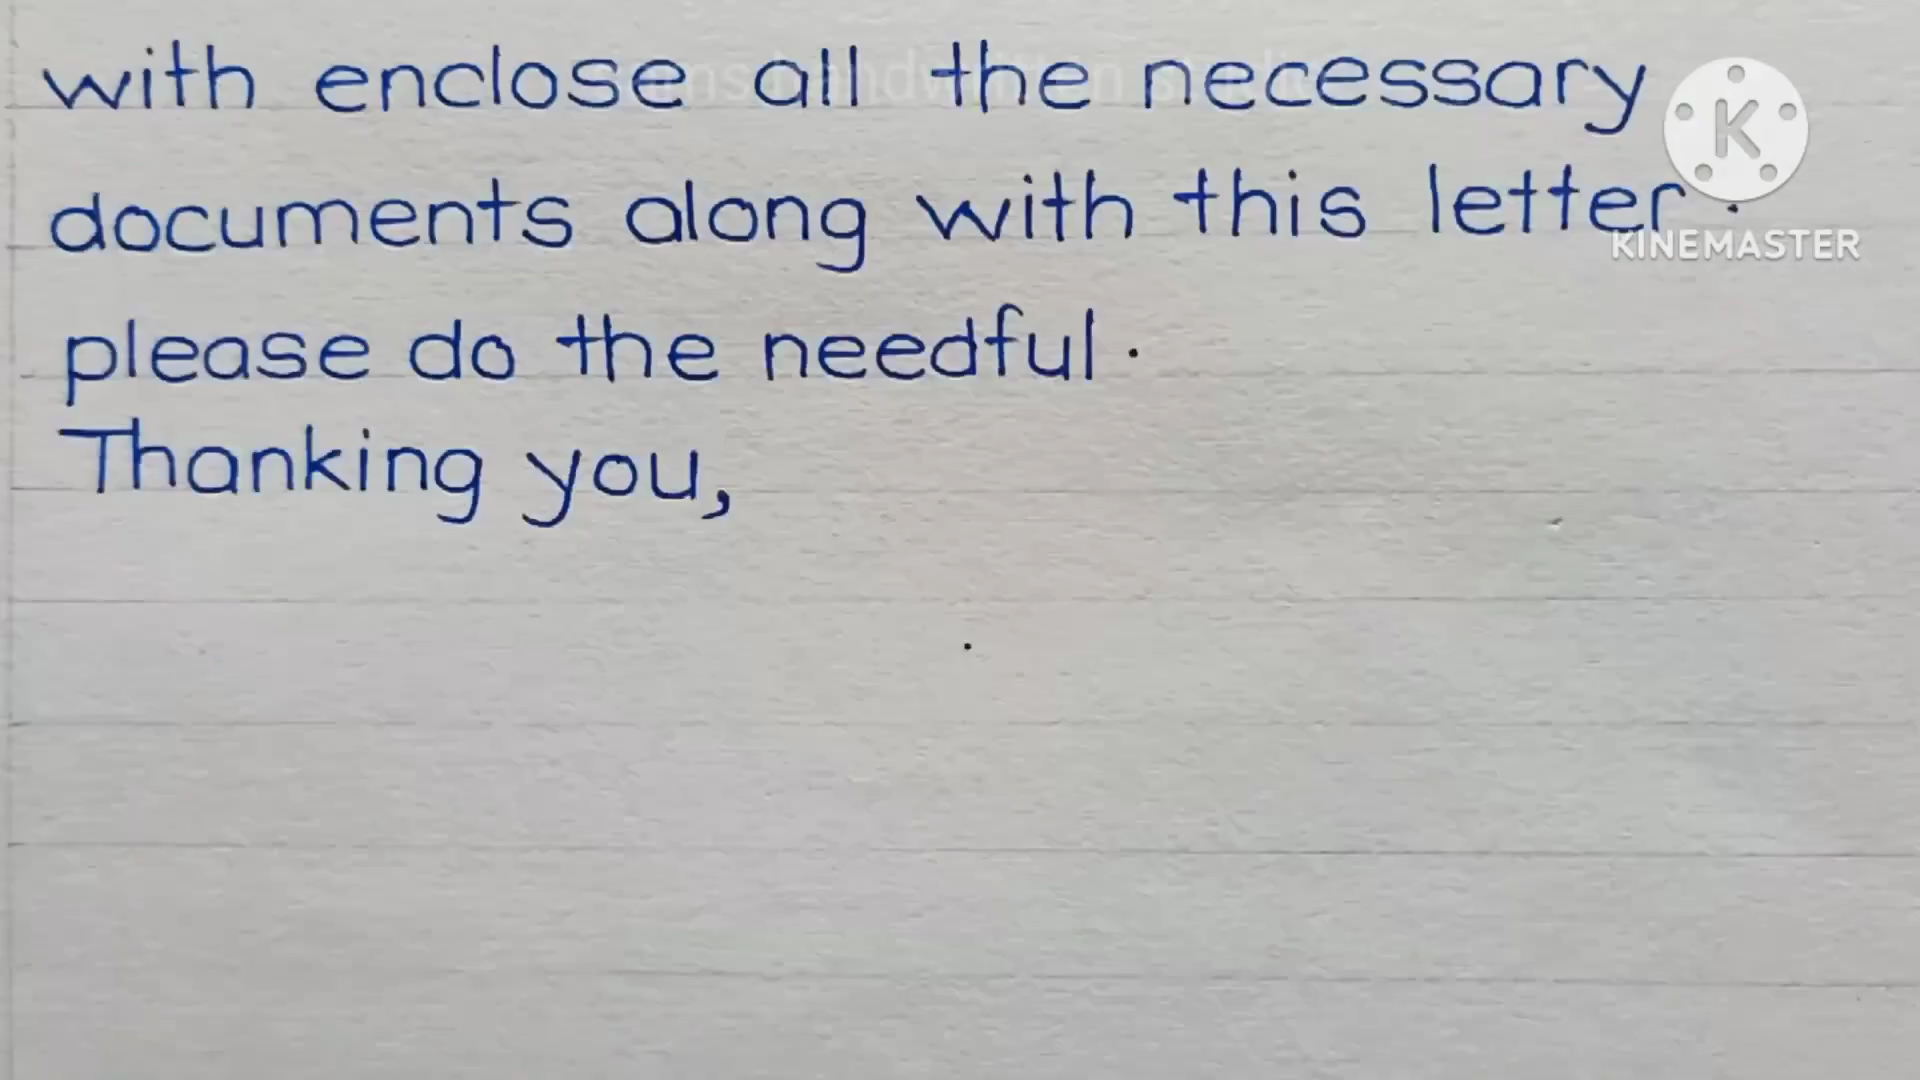 with enclose all the necessary
documents along with this letter.
please do the needful.
Thanking you,
K
KINEMASTER